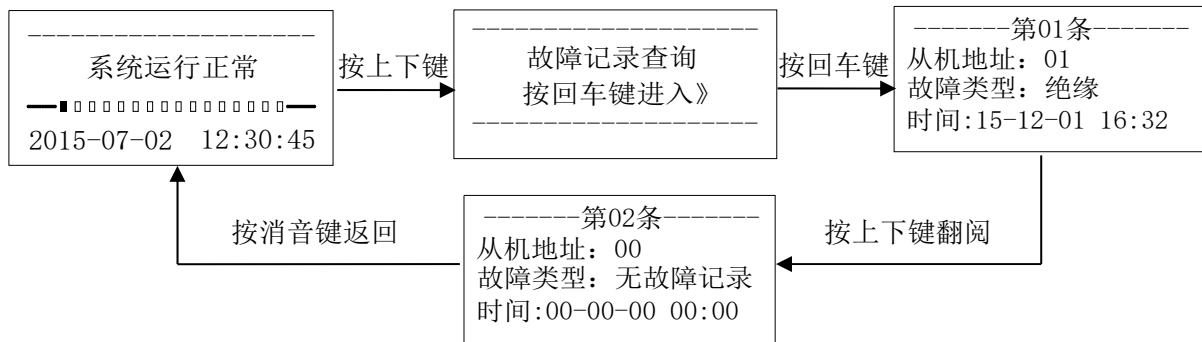 系统运行正常
2015-07-02 12:30:45
按上下键
故障记录查询
按回车键进入》
按回车键
-------第01条-------
从机地址：01
故障类型：绝缘
时间:15-12-01 16:32
按上下键翻阅
-------第02条-------
从机地址：00
故障类型：无故障记录
时间:00-00-00 00:00
按消音键返回